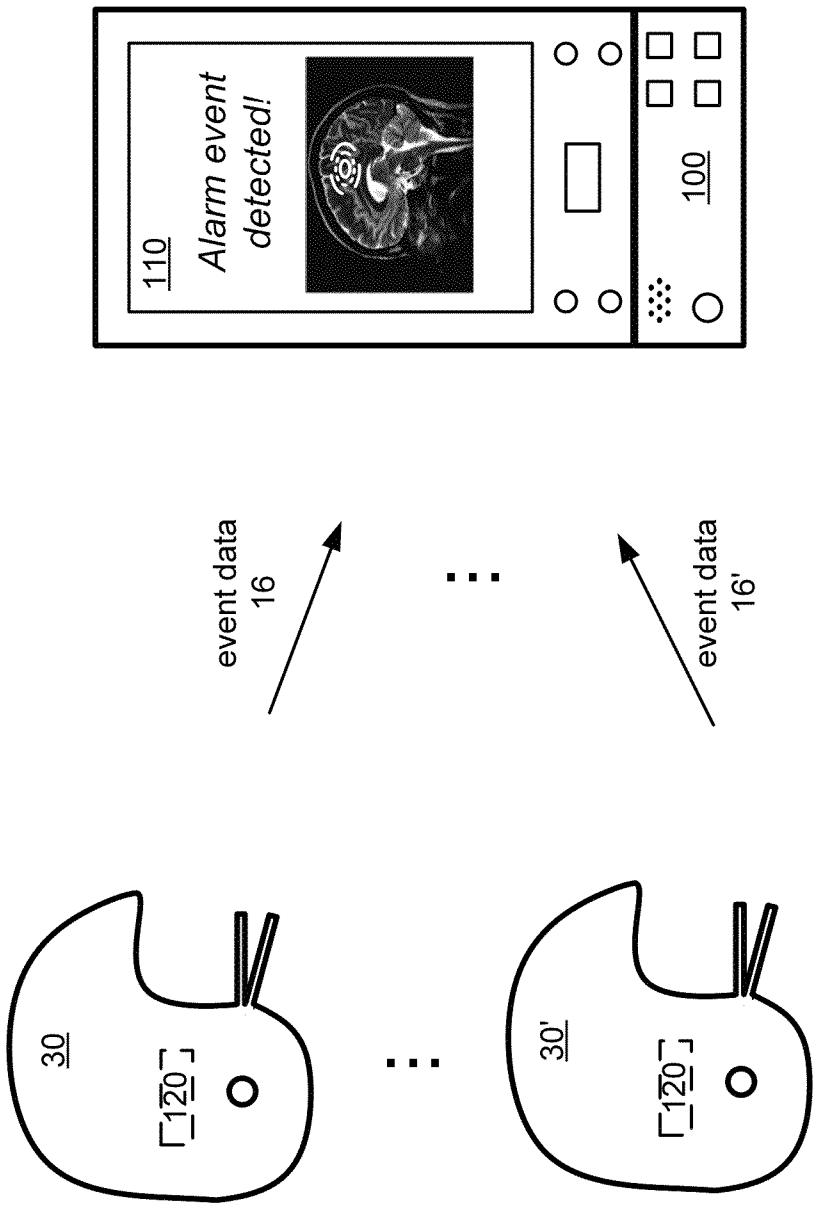 110
Alarm event
detected!
100
event data
16
event data
16'
30
120
30'
120